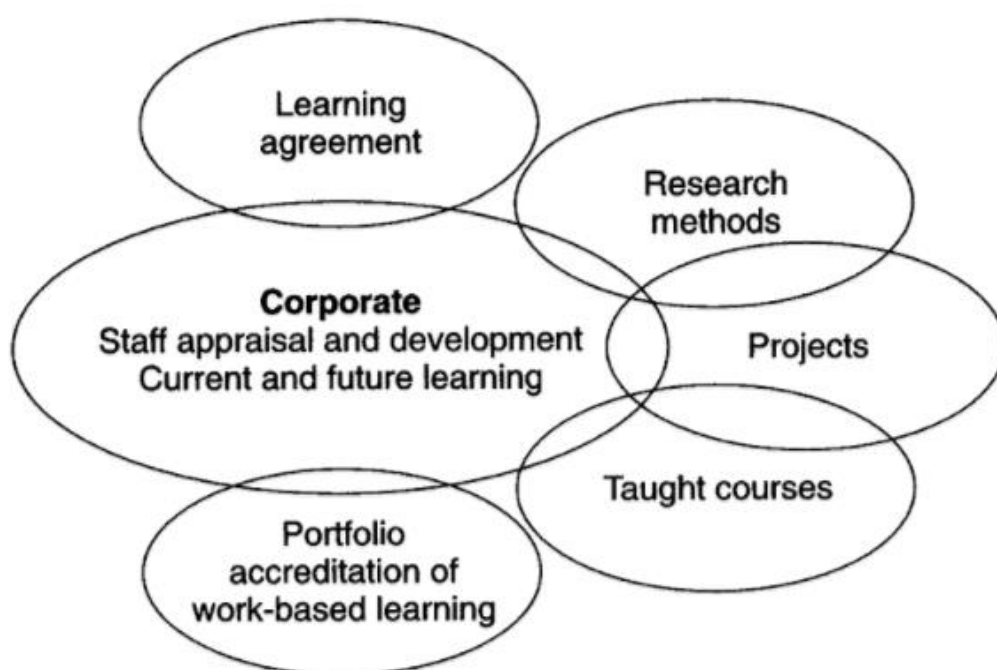 Learning
agreement
Research
methods
Corporate
Staff appraisal and development
Current and future learning
Projects
Taught courses
Portfolio
accreditation of
work-based learning